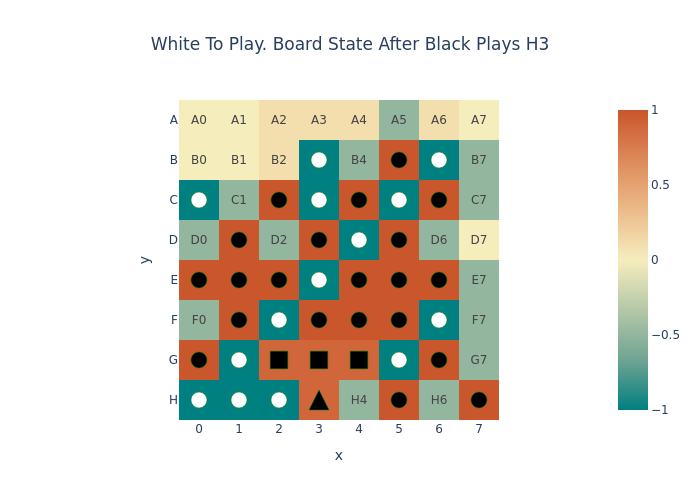 White To Play. Board State After Black Plays H3
A A0 A1 A2 A3 A4 A5 A6 A7 1
B B0 B1 B2 B4 B7
0.5
C C1 C7
D D0 D2 D6 D7
y 0
E E7
−0.5
F F0 F7
G G7
H H4 H6 −1
0 1 2 3 4 5 6 7
x